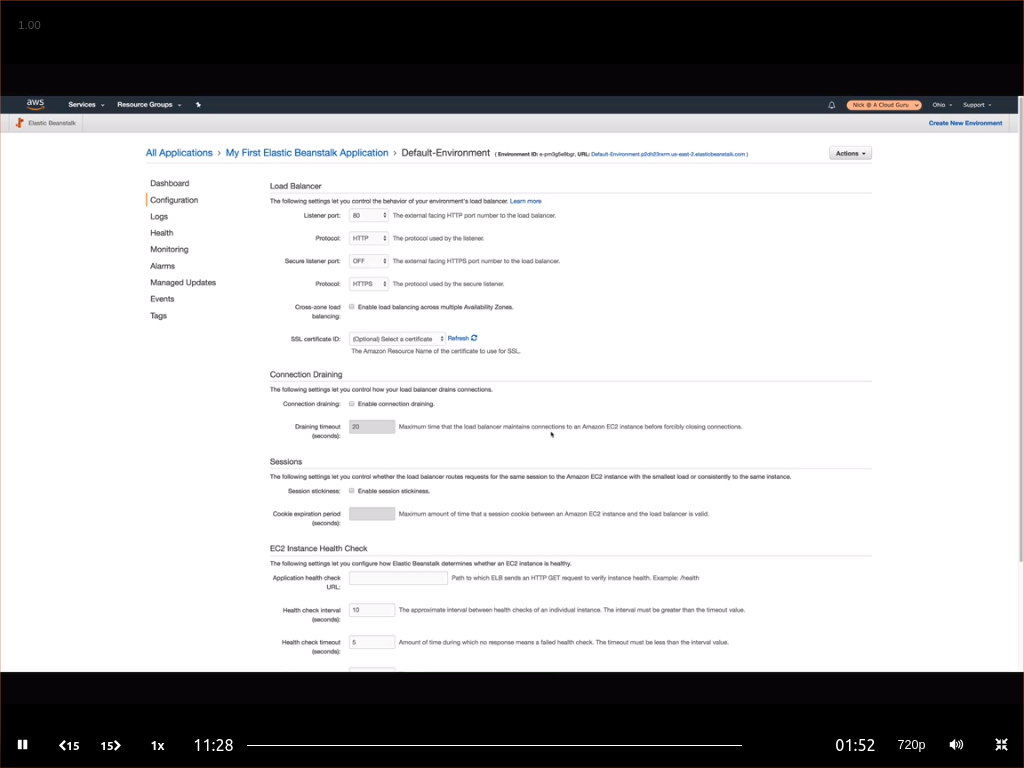 1.00
aws Services Resource Groups Nick @ A Cloud Guru Ohio Support
Elastic Beanstalk Create New Environment
All Applications > My First Elastic Beanstalk Application > Default-Environment ( Environment ID: URL: ) Actions
Dashboard
Configuration
Logs
Health
Monitoring
Alarms
Managed Updates
Events
Tags
Load Balancer
The following settings let you control the behavior of your environment's load balancer. Learn more
Listener port: 80 The external facing HTTP port number to the load balancer.
Protocol: HTTP The protocol used by the listener.
Secure listener port: OFF The external facing HTTPS port number to the load balancer.
Protocol: HTTPS The protocol used by the secure listener.
Cross-zone load balancing: Enable load balancing across multiple Availability Zones.
SSL certificate ID: (Optional) Select a certificate Refresh
The Amazon Resource Name of the certificate to use for SSL.
Connection Draining
The following settings let you control how your load balancer drains connections.
Connection draining: Enable connection draining.
Draining timeout (seconds): 20 Maximum time that the load balancer maintains connections to an Amazon EC2 instance before forcibly closing connections.
Sessions
The following settings let you control whether the load balancer routes requests for the same session to the Amazon EC2 instance with the smallest load or consistently to the same instance.
Session stickiness: Enable session stickiness.
Cookie expiration period (seconds): Maximum amount of time that a session cookie between an Amazon EC2 instance and the load balancer is valid.
EC2 Instance Health Check
The following settings let you configure how Elastic Beanstalk determines whether an EC2 instance is healthy.
Application health check URL: Path to which ELB sends an HTTP GET request to verify instance health. Example: /health
Health check interval (seconds): 10 The approximate interval between health checks of an individual instance. The interval must be greater than the timeout value.
Health check timeout (seconds): 5 Amount of time during which no response means a failed health check. The timeout must be less than the interval value.
15 15 1x 11:28 01:52 720p